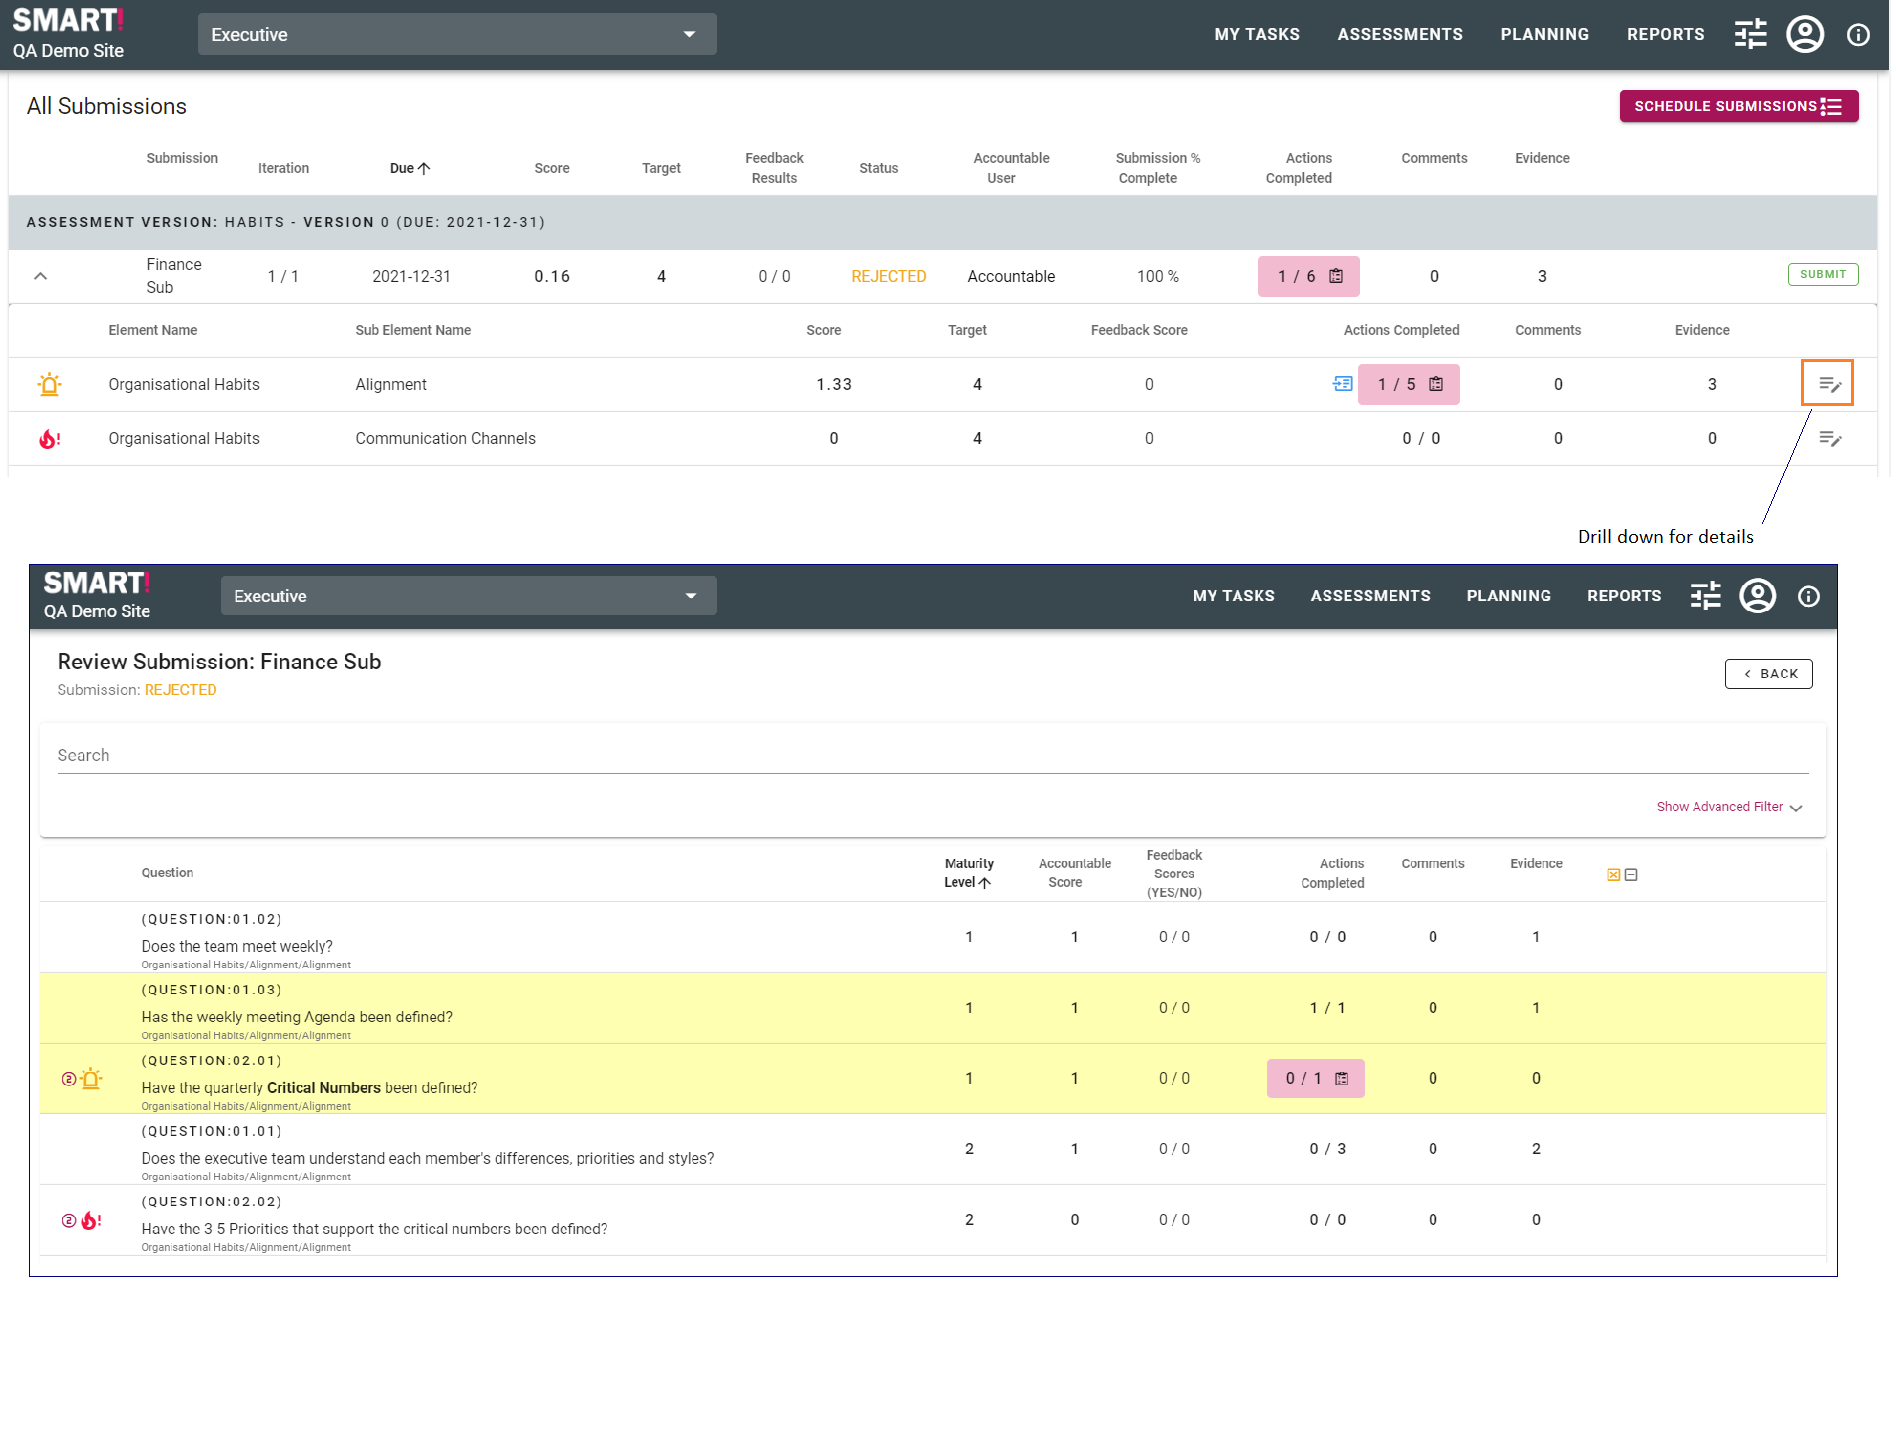 SMART!
QA Demo Site
Executive
MY TASKS ASSESSMENTS PLANNING REPORTS
All Submissions
SCHEDULE SUBMISSIONS
Submission Iteration Due Score Target Feedback Results Status Accountable User Submission % Complete Actions Completed Comments Evidence
ASSESSMENT VERSION: HABITS - VERSION 0 (DUE: 2021-12-31)
Finance Sub 1 / 1 2021-12-31 0.16 4 0 / 0 REJECTED Accountable 100 % 1 / 6 0 3 SUBMIT
Element Name Sub Element Name Score Target Feedback Score Actions Completed Comments Evidence
Organisational Habits Alignment 1.33 4 0 1 / 5 0 3
Organisational Habits Communication Channels 0 4 0 0 / 0 0 0
Drill down for details
SMART!
QA Demo Site
Executive
MY TASKS ASSESSMENTS PLANNING REPORTS
Review Submission: Finance Sub
Submission: REJECTED
BACK
Search
Show Advanced Filter
Question Maturity Level Accountable Score Feedback Scores (YES/NO) Actions Completed Comments Evidence
(QUESTION:01.02)
Does the team meet weekly? 1 1 0 / 0 0 / 0 0 1
Organisational Habits/Alignment/Alignment
(QUESTION:01.03)
Has the weekly meeting Agenda been defined? 1 1 0 / 0 1 / 1 0 1
Organisational Habits/Alignment/Alignment
(QUESTION:02.01)
2 Have the quarterly Critical Numbers been defined? 1 1 0 / 0 0 / 1 0 0
Organisational Habits/Alignment/Alignment
(QUESTION:01.01)
Does the executive team understand each member's differences, priorities and styles? 2 1 0 / 0 0 / 3 0 2
Organisational Habits/Alignment/Alignment
(QUESTION:02.02)
2 Have the 3 5 Priorities that support the critical numbers been defined? 2 0 0 / 0 0 / 0 0 0
Organisational Habits/Alignment/Alignment